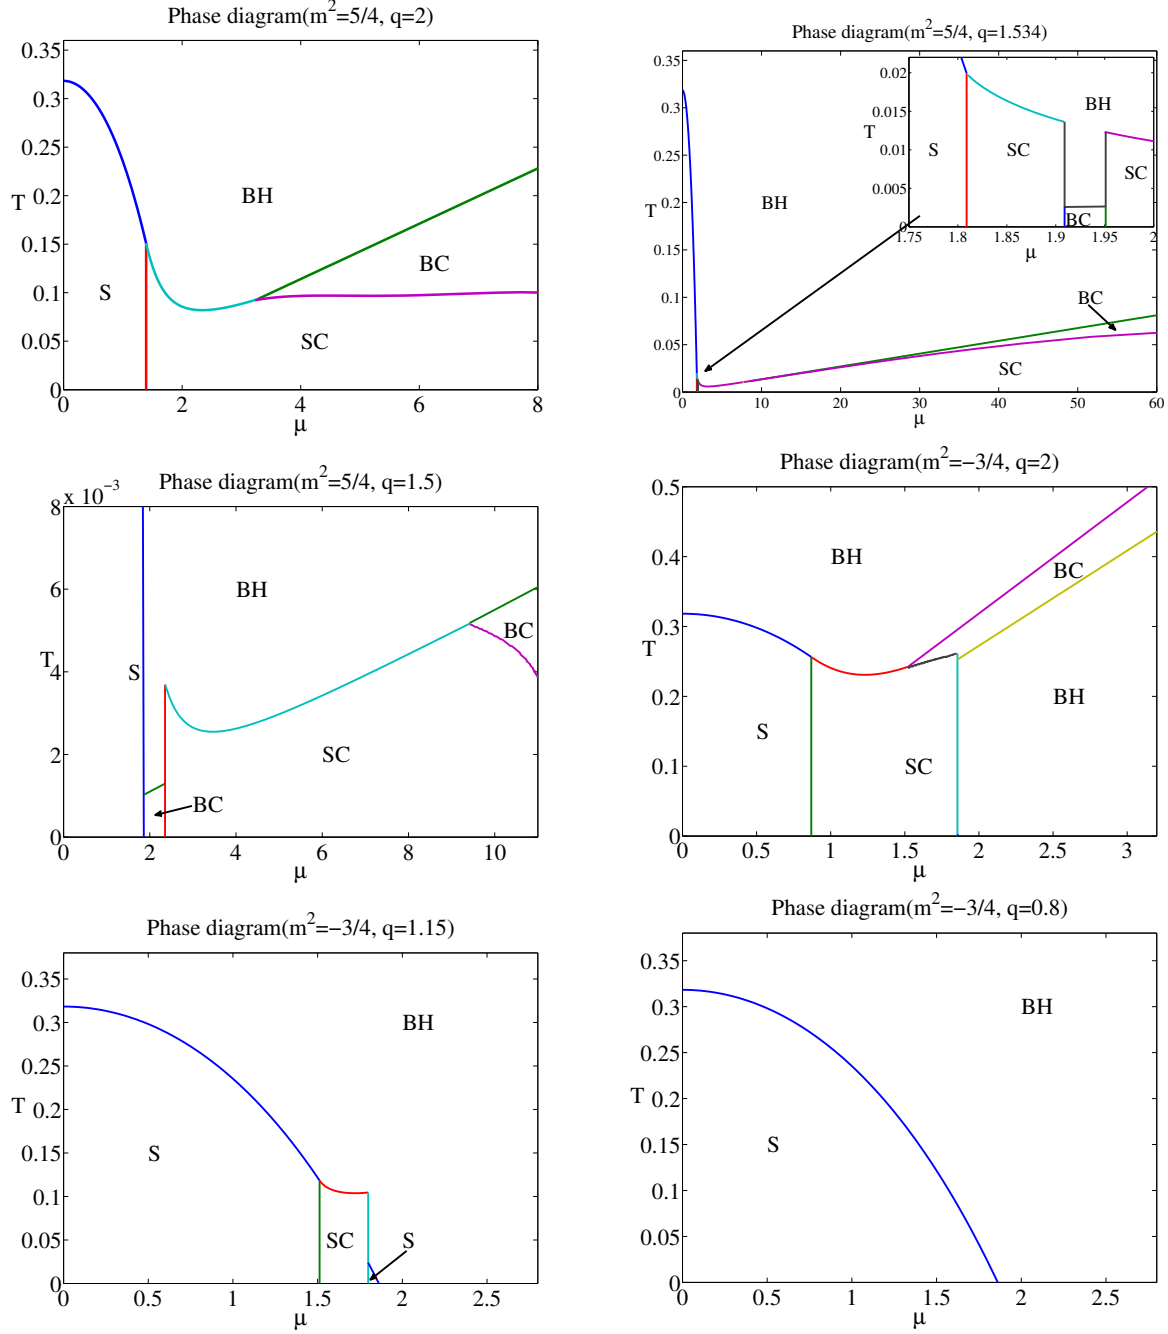 Phase diagram(m²=5/4, q=2)
0.35
0.3
0.25
T 0.2
0.15
0.1
0.05
0
BH
BC
S
SC
0 2 4 6 8
μ
Phase diagram(m²=5/4, q=1.534)
0.35
0.3
0.25
T 0.2
0.15
0.1
0.05
0
BH
BC
SC
0 10 20 30 40 50 60
μ
0.02
0.015
T
0.01
0.005
0
BH
S
SC
SC
BC
1.75 1.8 1.85 1.9 1.95 2
μ
Phase diagram(m²=5/4, q=1.5)
8 x 10⁻³
6
T 4
2
0
BH
S
BC
SC
BC
0 2 4 6 8 10
μ
Phase diagram(m²=−3/4, q=2)
0.5
0.4
T 0.3
0.2
0.1
0
BH
BC
BH
S
SC
0 0.5 1 1.5 2 2.5 3
μ
Phase diagram(m²=−3/4, q=1.15)
0.35
0.3
0.25
T 0.2
0.15
0.1
0.05
0
BH
S
SC
S
0 0.5 1 1.5 2 2.5
μ
Phase diagram(m²=−3/4, q=0.8)
0.35
0.3
0.25
T 0.2
0.15
0.1
0.05
0
BH
S
0 0.5 1 1.5 2 2.5
μ